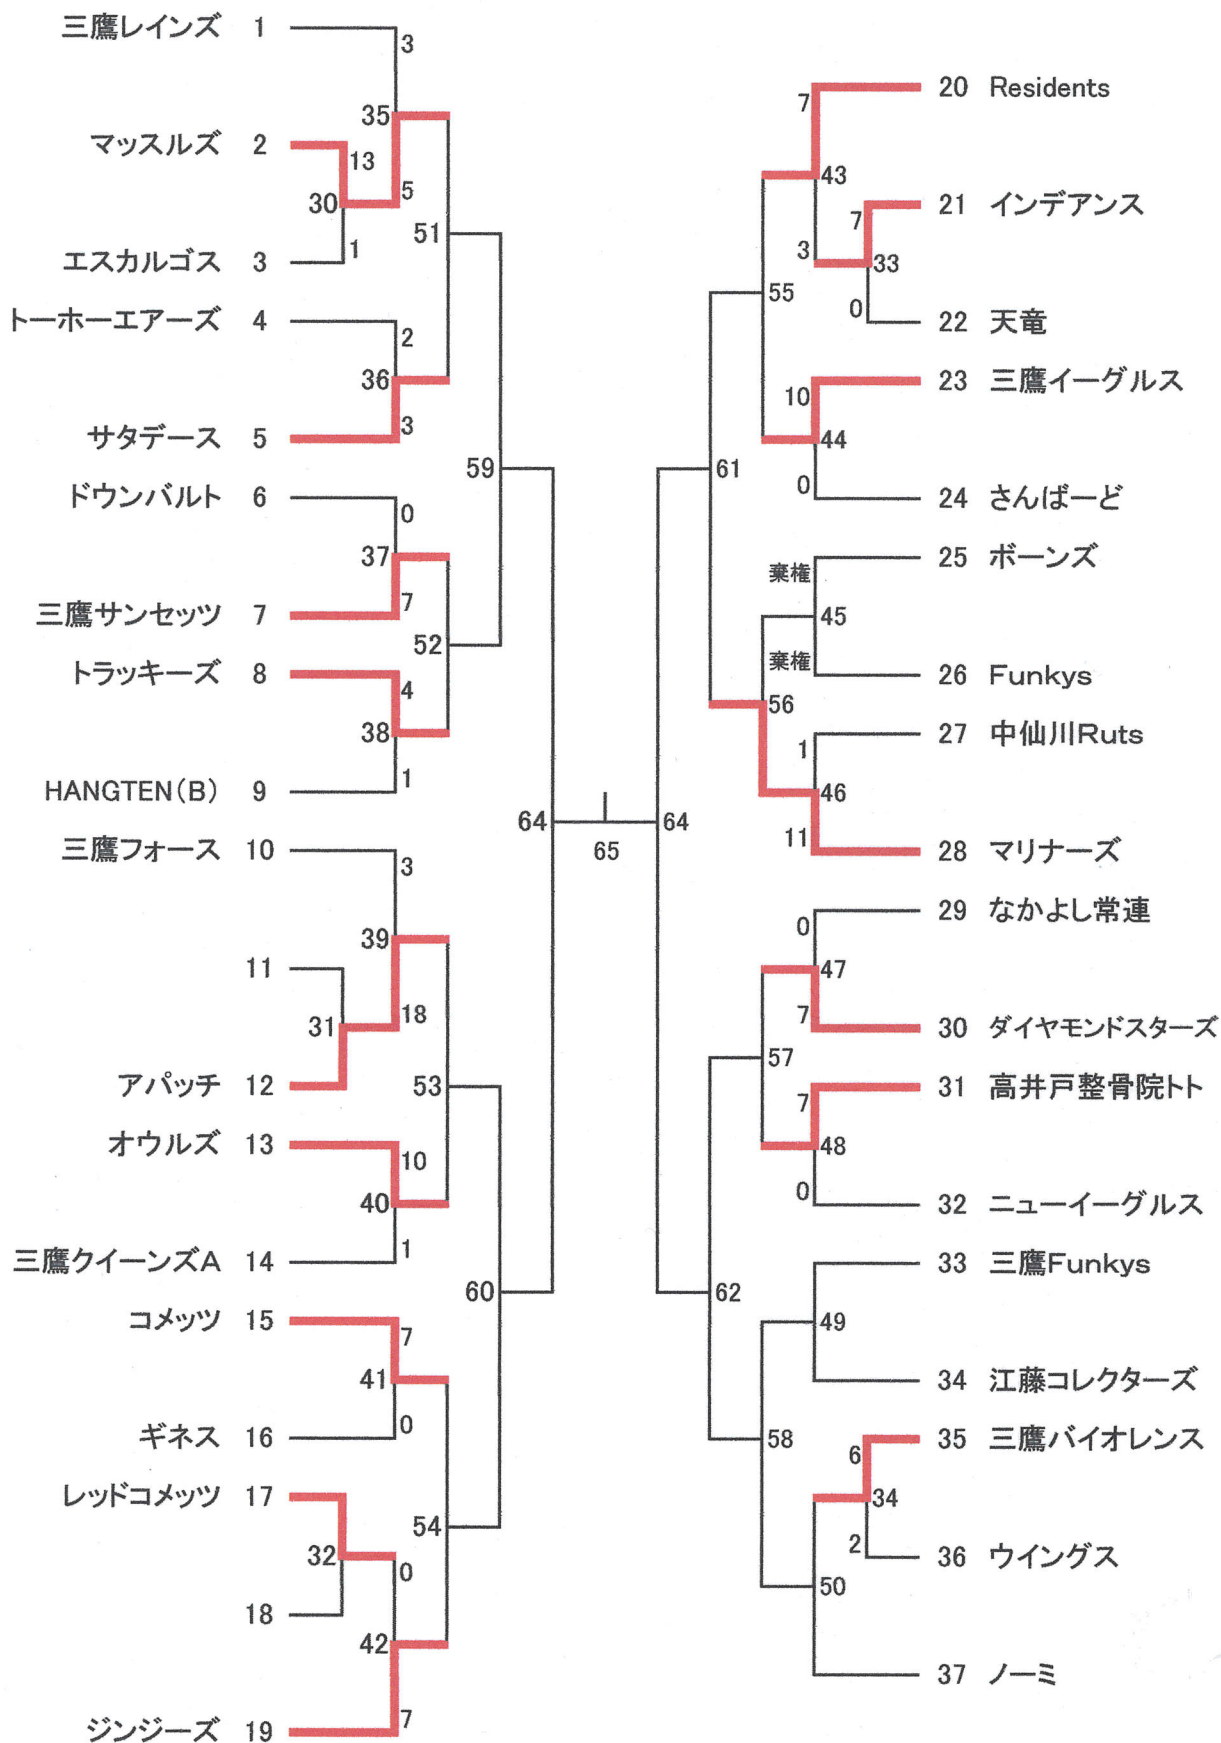 三鷹レインズ 1
3
35
マッスルズ 2
13
30
5
1
51
エスカルゴス 3
トーホーエアーズ 4
2
36
サタデース 5
3
59
ドウンバルト 6
0
37
三鷹サンセッツ 7
7
52
トラッキーズ 8
4
38
HANGTEN(B) 9
1
64
三鷹フォース 10
3
39
11
31
18
アパッチ 12
53
オウルズ 13
10
40
三鷹クイーンズA 14
1
60
コメッツ 15
7
41
ギネス 16
0
レッドコメッツ 17
54
32
0
18
42
ジンジーズ 19
7
65
64
7
20 Residents
43
7
21 インデアンス
3
33
55
0
22 天竜
10
23 三鷹イーグルス
44
61
0
24 さんばーど
25 ボーンズ
棄権
45
棄権
26 Funkys
56
1
27 中仙川Ruts
46
11
28 マリナーズ
29 なかよし常連
0
47
7
30 ダイヤモンドスターズ
57
7
31 高井戸整骨院トト
48
0
32 ニューイーグルス
33 三鷹Funkys
62
49
34 江藤コレクターズ
58
6
35 三鷹バイオレンス
34
2
36 ウイングス
50
37 ノーミ